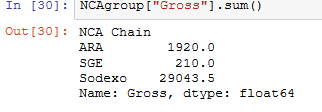 In [30]: NCAgroup["Gross"].sum()
Out[30]: NCA Chain
ARA 1920.0
SGE 210.0
Sodexo 29043.5
Name: Gross, dtype: float64